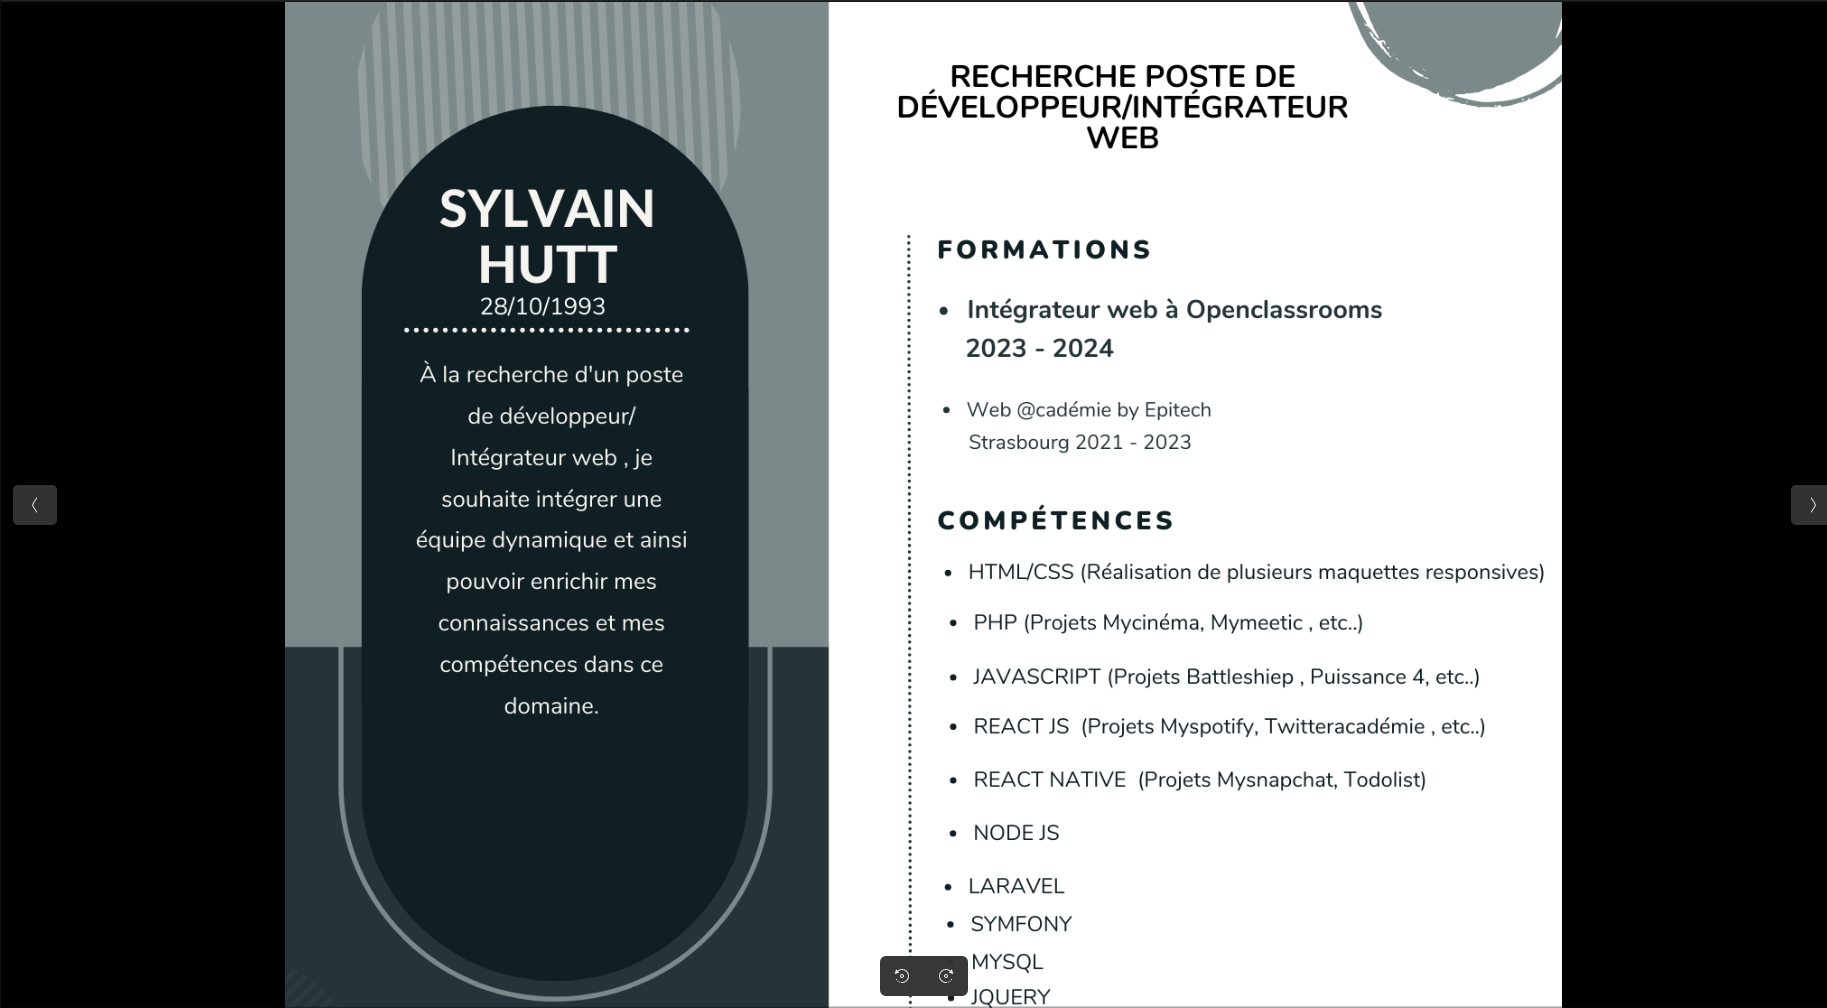 SYLVAIN
HUTT
28/10/1993
À la recherche d'un poste
de développeur/
Intégrateur web , je
souhaite intégrer une
équipe dynamique et ainsi
pouvoir enrichir mes
connaissances et mes
compétences dans ce
domaine.
RECHERCHE POSTE DE
DÉVELOPPEUR/INTÉGRATEUR
WEB
FORMATIONS
• Intégrateur web à Openclassrooms
2023 - 2024
• Web @cadémie by Epitech
Strasbourg 2021 - 2023
COMPÉTENCES
• HTML/CSS (Réalisation de plusieurs maquettes responsives)
• PHP (Projets Mycinéma, Mymeetic , etc..)
• JAVASCRIPT (Projets Battleshiep , Puissance 4, etc..)
• REACT JS  (Projets Myspotify, Twitteracadémie , etc..)
• REACT NATIVE  (Projets Mysnapchat, Todolist)
• NODE JS
• LARAVEL
• SYMFONY
MYSQL
• JQUERY